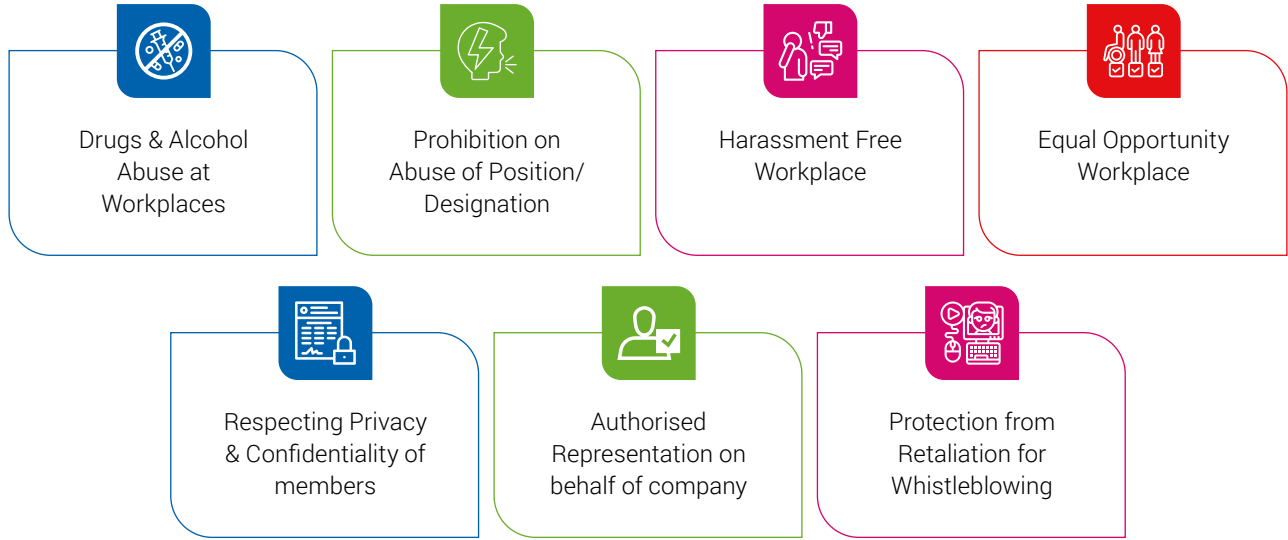 Drugs & Alcohol
Abuse at
Workplaces
Prohibition on
Abuse of Position/
Designation
Harassment Free
Workplace
Equal Opportunity
Workplace
Respecting Privacy
& Confidentiality of
members
Authorised
Representation on
behalf of company
Protection from
Retaliation for
Whistleblowing